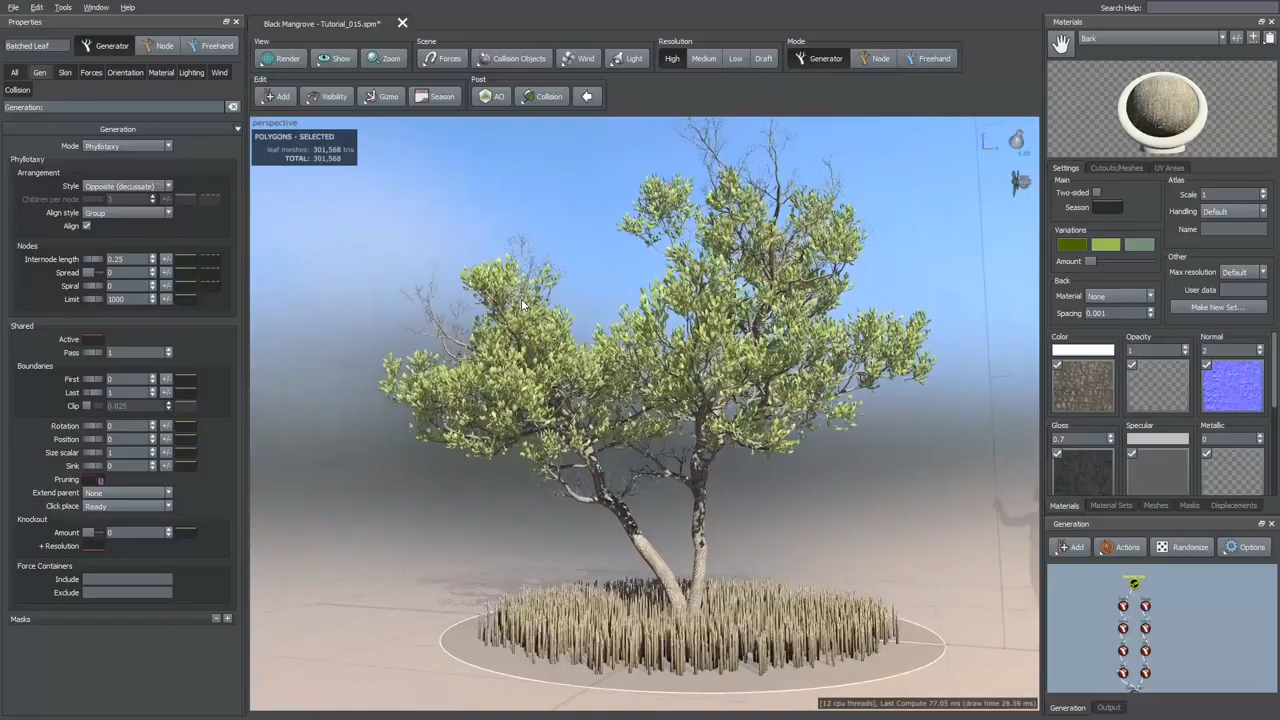 File Edit Tools Window Help
Search Help:
Properties
Black Mangrove - Tutorial_015.spm*
Materials
Batched Leaf
Generator Node Freehand
View Scene Resolution Mode
Bark
Render Show Zoom Forces Collision Objects Wind Light High Medium Low Draft Generator Node Freehand
All Gen Skin Forces Orientation Material Lighting Wind
Edit Post
Collision
Add Visibility Gizmo Season AO Collision
Generation:
perspective
Generation
POLYGONS - SELECTED
leaf meshes: 301,568 tris
TOTAL: 301,568
Mode Phyllotaxy
Phyllotaxy
Arrangement
Style Opposite (decussate)
Children per node 3
Align style Group
Align
Nodes
Internode length 0.25
Spread 0
Spiral 0
Limit 1000
Shared
Active
Pass 1
Boundaries
First 0
Last 1
Clip 0.025
Rotation 0
Position 0
Size scalar 1
Sink 0
Pruning
Extend parent None
Click place Ready
Knockout
Amount 0
+ Resolution
Force Containers
Include
Exclude
Masks
[12 cpu threads], Last Compute 77.05 ms (draw time 28.59 ms)
Settings Cutouts/Meshes UV Areas
Main Atlas
Two-sided Scale 1
Season Handling Default
Variations Name
Amount Other
Max resolution Default
Back User data
Material None Make New Set...
Spacing 0.001
Color Opacity Normal
1 2
Gloss Specular Metallic
0.7 0
Materials Material Sets Meshes Masks Displacements
Generation
Add Actions Randomize Options
Generation Output